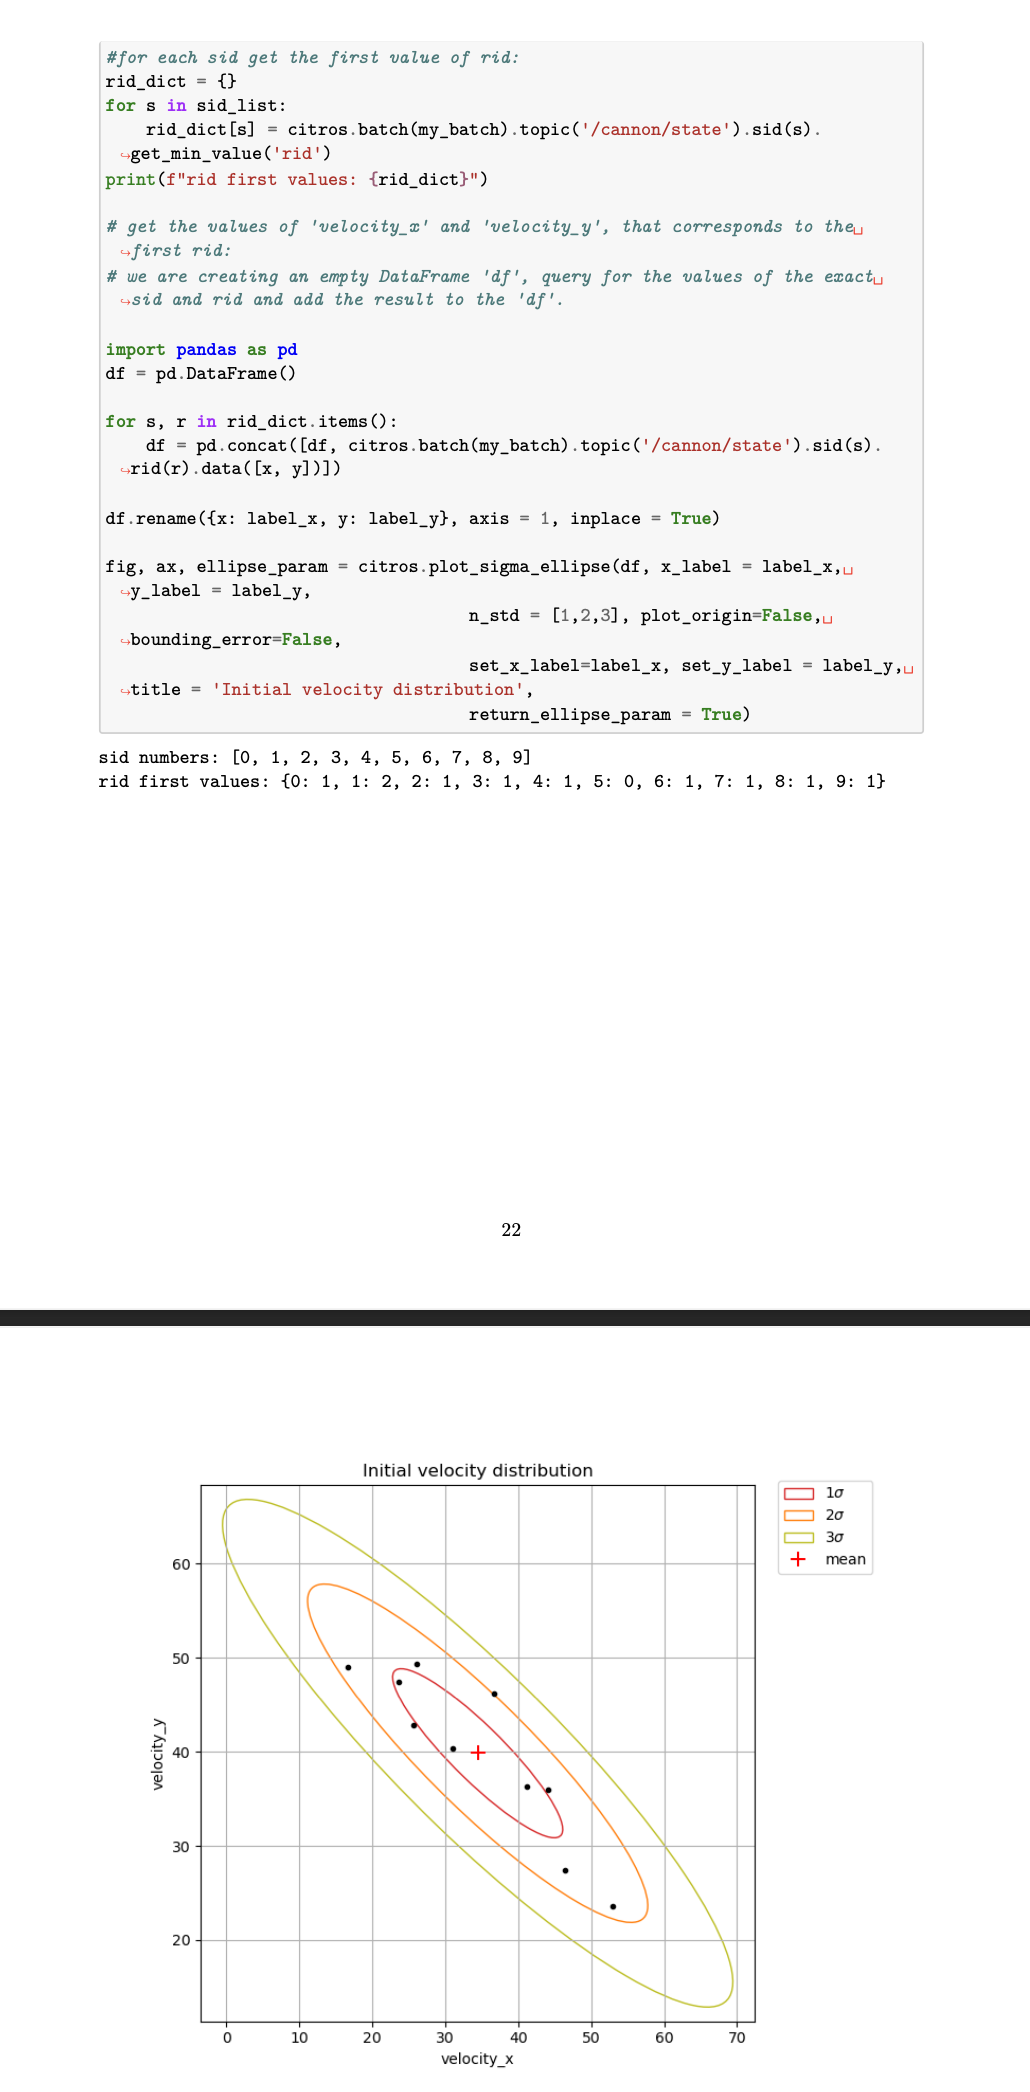 #for each sid get the first value of rid:
rid_dict = {}
for s in sid_list:
    rid_dict[s] = citros.batch(my_batch).topic('/cannon/state').sid(s).
 ↪get_min_value('rid')
print(f"rid first values: {rid_dict}")

# get the values of 'velocity_x' and 'velocity_y', that corresponds to the␣
 ↪first rid:
# we are creating an empty DataFrame 'df', query for the values of the exact␣
 ↪sid and rid and add the result to the 'df'.

import pandas as pd
df = pd.DataFrame()

for s, r in rid_dict.items():
    df = pd.concat([df, citros.batch(my_batch).topic('/cannon/state').sid(s).
 ↪rid(r).data([x, y])])

df.rename({x: label_x, y: label_y}, axis = 1, inplace = True)

fig, ax, ellipse_param = citros.plot_sigma_ellipse(df, x_label = label_x,␣
 ↪y_label = label_y,
                                    n_std = [1,2,3], plot_origin=False,␣
 ↪bounding_error=False,
                                    set_x_label=label_x, set_y_label = label_y,␣
 ↪title = 'Initial velocity distribution',
                                    return_ellipse_param = True)
sid numbers: [0, 1, 2, 3, 4, 5, 6, 7, 8, 9]
rid first values: {0: 1, 1: 2, 2: 1, 3: 1, 4: 1, 5: 0, 6: 1, 7: 1, 8: 1, 9: 1}
22
Initial velocity distribution
1σ
2σ
3σ
mean
velocity_y
60
50
40
30
20
0 10 20 30 40 50 60 70
velocity_x